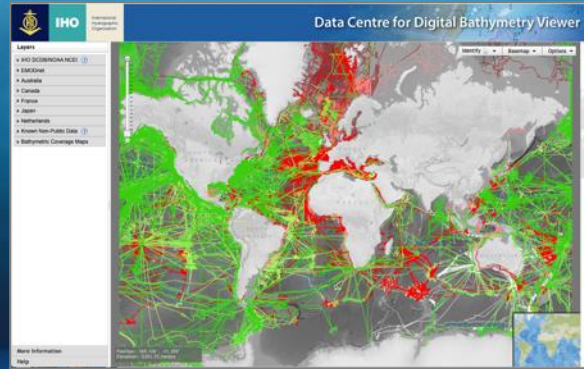 IHO
International
Hydrographic
Organization
Data Centre for Digital Bathymetry Viewer
Layers
Identify
Basemap
Options
IHO DCDB/NOAA NCEI
EMODnet
Australia
Canada
France
Japan
Netherlands
Known Non-Public Data
Bathymetric Coverage Maps
More Information
Help